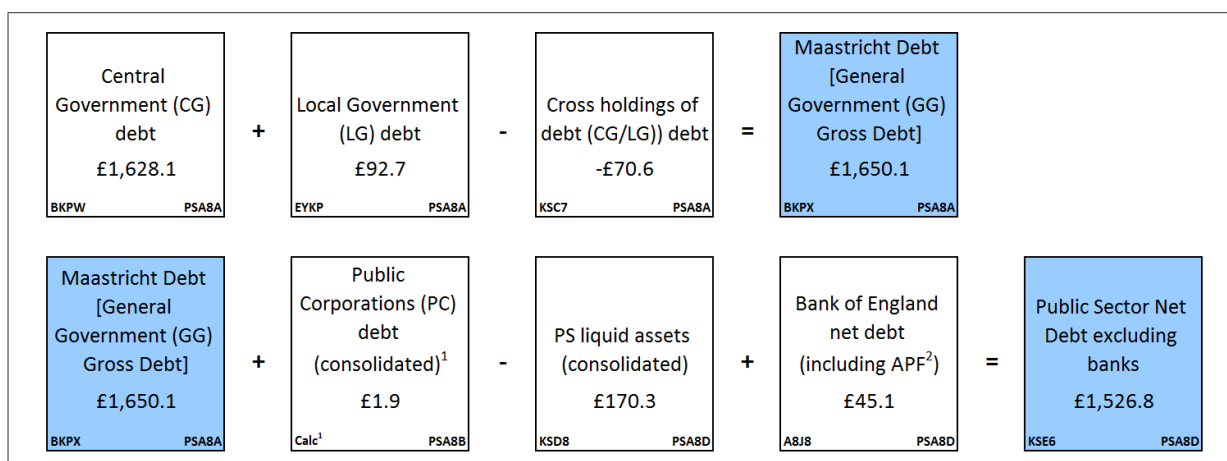 Central
Government (CG)
debt
£1,628.1
BKPW PSA8A
+
Local Government
(LG) debt
£92.7
EYKP PSA8A
-
Cross holdings of
debt (CG/LG)) debt
-£70.6
KSC7 PSA8A
=
Maastricht Debt
[General
Government (GG)
Gross Debt]
£1,650.1
BKPX PSA8A
Maastricht Debt
[General
Government (GG)
Gross Debt]
£1,650.1
BKPX PSA8A
+
Public
Corporations (PC)
debt
(consolidated)¹
£1.9
Calc¹ PSA8B
-
PS liquid assets
(consolidated)
£170.3
KSD8 PSA8D
+
Bank of England
net debt
(including APF²)
£45.1
A8J8 PSA8D
=
Public Sector Net
Debt excluding
banks
£1,526.8
KSE6 PSA8D